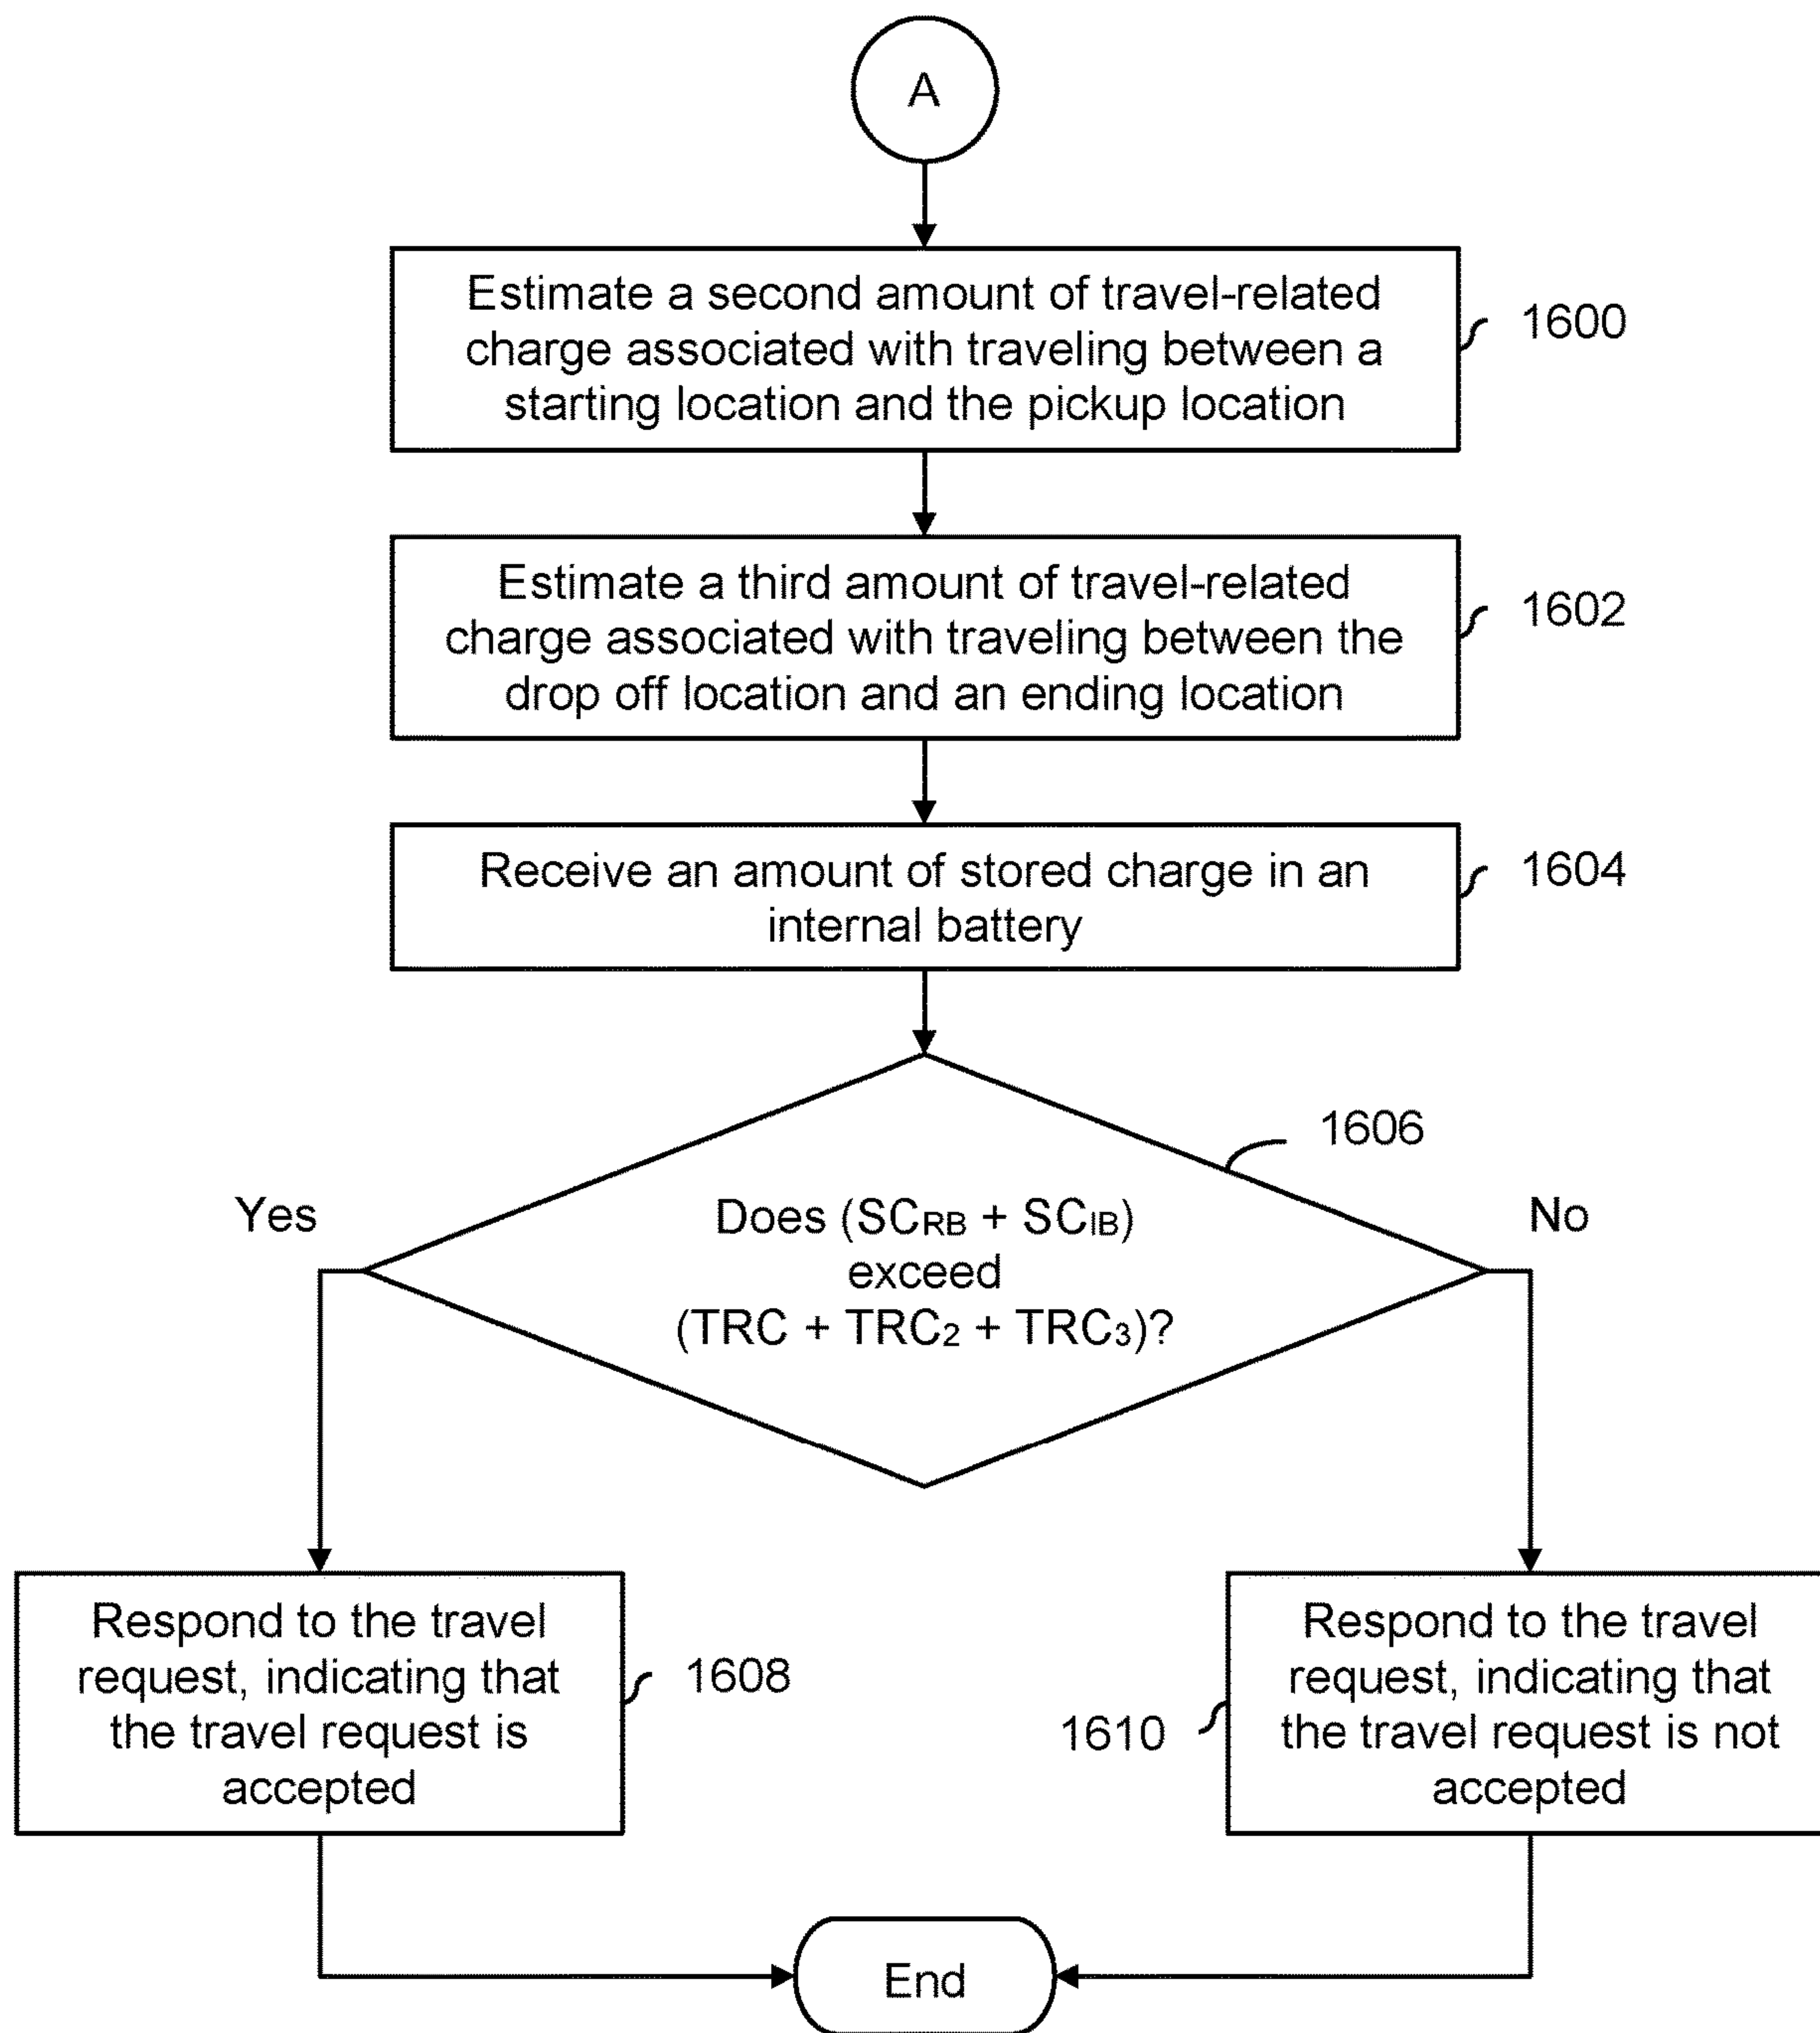 A
Estimate a second amount of travel-related
charge associated with traveling between a
starting location and the pickup location
1600
Estimate a third amount of travel-related
charge associated with traveling between the
drop off location and an ending location
1602
Receive an amount of stored charge in an
internal battery
1604
1606
Yes
Does (SCRB + SCIB)
exceed
(TRC + TRC2 + TRC3)?
No
Respond to the travel
request, indicating that
the travel request is
accepted
1608
Respond to the travel
request, indicating that
the travel request is not
accepted
1610
End